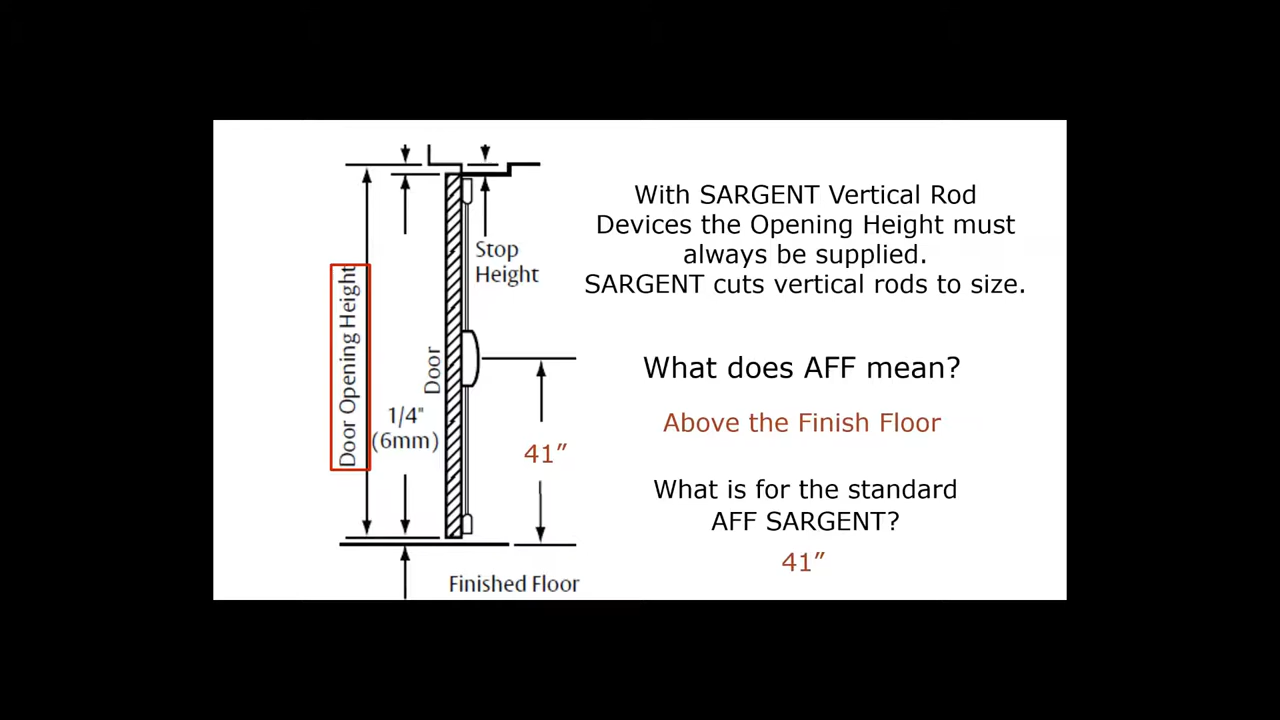 With SARGENT Vertical Rod
Devices the Opening Height must
always be supplied.
SARGENT cuts vertical rods to size.
Stop
Height
Door Opening Height
Door
1/4"
(6mm)
41”
What does AFF mean?
Above the Finish Floor
What is for the standard
AFF SARGENT?
41”
Finished Floor